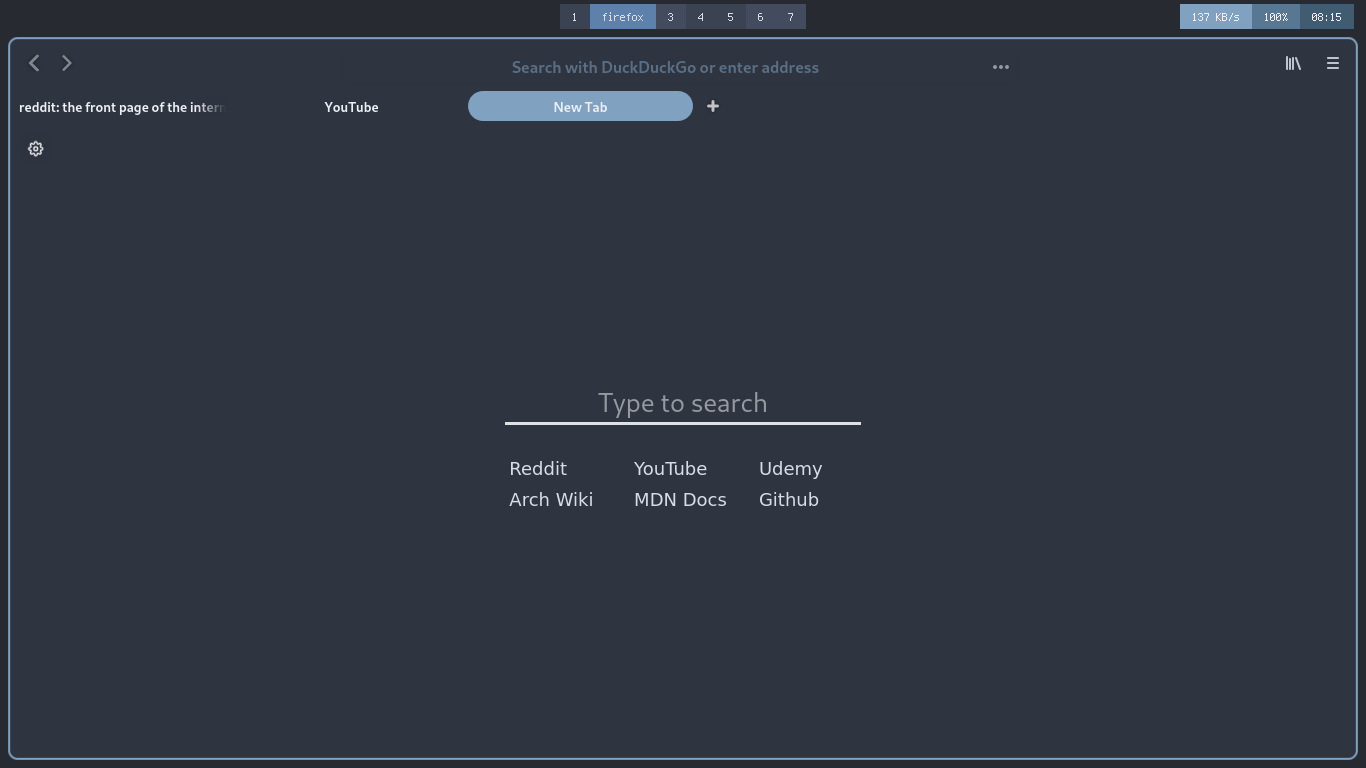 1 firefox 3 4 5 6 7 137 KB/s 100% 08:15
Search with DuckDuckGo or enter address
reddit: the front page of the intern YouTube New Tab
Type to search
Reddit YouTube Udemy
Arch Wiki MDN Docs Github